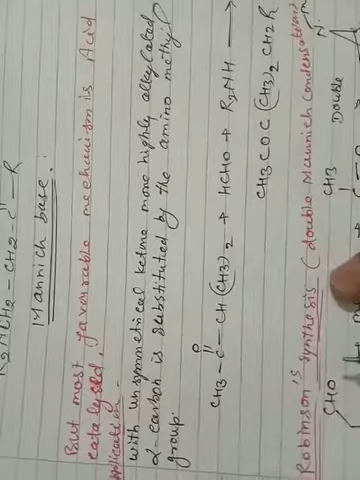 R2NCH2-CH2-C-R
Mannich base:
But most favourable mechanism is Acid
catalysed.
Application-
with unsymmetrical ketone more highly alkylated
α-carbon is substituted by the amino methyl
group.
O
CH3-C-CH(CH3)2 + HCHO + R2NH ⟶
CH3COC(CH3)2 CH2R
Robinson's synthesis (double Mannich condensation)
CHO
CH3
Double